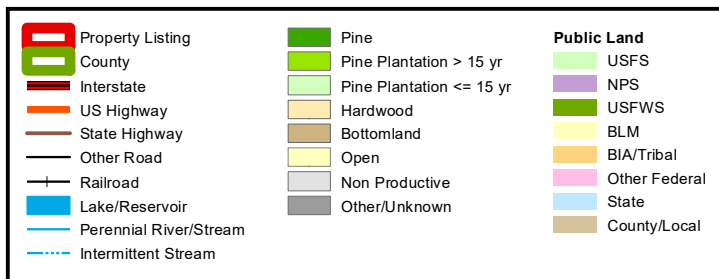 Property Listing
County
Interstate
US Highway
State Highway
Other Road
Railroad
Lake/Reservoir
Perennial River/Stream
Intermittent Stream
Pine
Pine Plantation > 15 yr
Pine Plantation <= 15 yr
Hardwood
Bottomland
Open
Non Productive
Other/Unknown
Public Land
USFS
NPS
USFWS
BLM
BIA/Tribal
Other Federal
State
County/Local